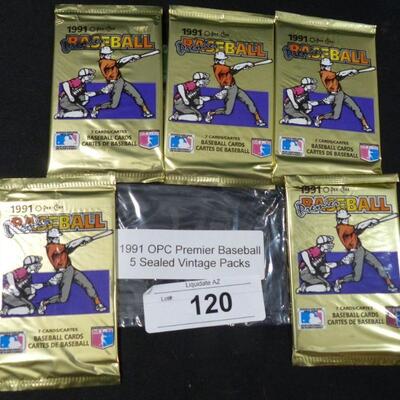 1991 O-Pee-Chee
BASEBALL
7 CARDS/CARTES
BASEBALL CARDS
CARTES DE BASEBALL
1991 O-Pee-Chee
BASEBALL
7 CARDS/CARTES
BASEBALL CARDS
CARTES DE BASEBALL
1991 O-Pee-Chee
BASEBALL
7 CARDS/CARTES
BASEBALL CARDS
CARTES DE BASEBALL
1991 O-Pee-Chee
BASEBALL
7 CARDS/CARTES
BASEBALL CARDS
CARTES DE BASEBALL
1991 OPC Premier Baseball
5 Sealed Vintage Packs
Liquidate AZ
Lot#
120
1991 O-Pee-Chee
BASEBALL
7 CARDS/CARTES
BASEBALL CARDS
CARTES DE BASEBALL